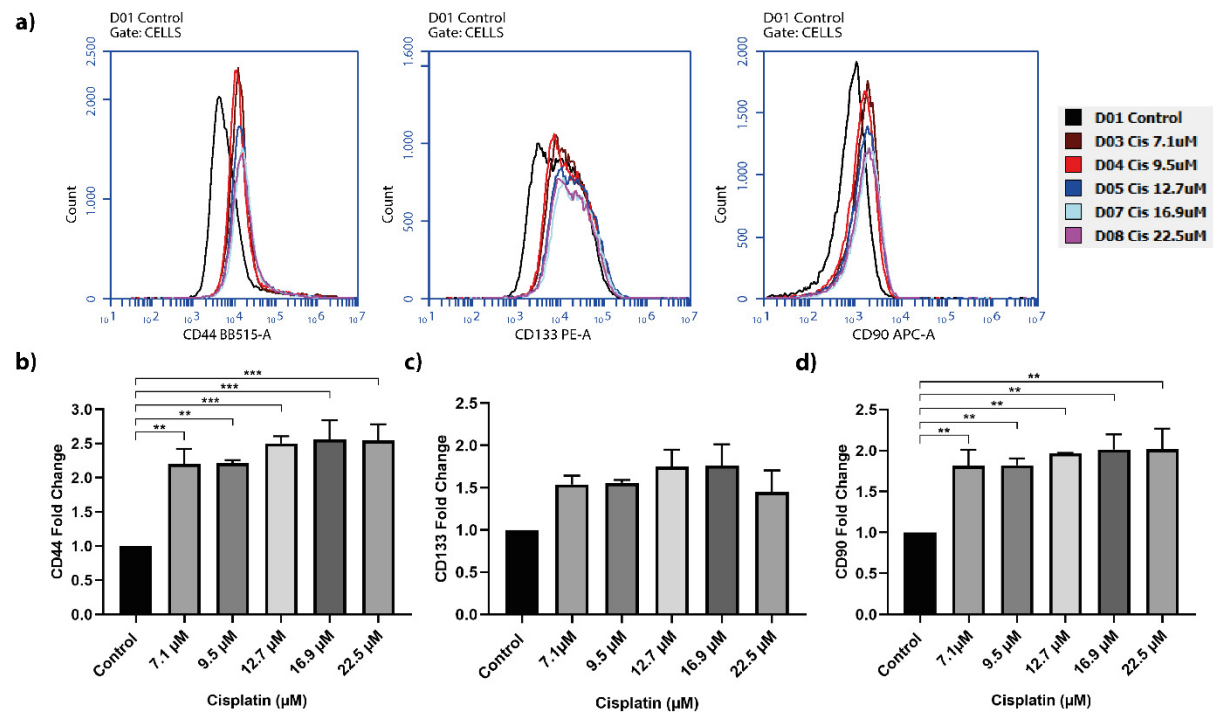 a)
D01 Control
Gate: CELLS
2.500
2.000
1.000
0
Count
10 1 10 2 10 3 10 4 10 5 10 6 10 7
CD44 BB515-A
D01 Control
Gate: CELLS
1.600
1.000
500
0
Count
10 1 10 2 10 3 10 4 10 5 10 6 10 7
CD133 PE-A
D01 Control
Gate: CELLS
2.000
1.500
1.000
500
0
Count
10 1 10 2 10 3 10 4 10 5 10 6 10 7
CD90 APC-A
D01 Control
D03 Cis 7.1uM
D04 Cis 9.5uM
D05 Cis 12.7uM
D07 Cis 16.9uM
D08 Cis 22.5uM
b)
***
***
***
**
**
3.0
2.5
2.0
1.5
1.0
0.5
0.0
CD44 Fold Change
Control 7.1 μM 9.5 μM 12.7 μM 16.9 μM 22.5 μM
Cisplatin (μM)
c)
2.5
2.0
1.5
1.0
0.5
0.0
CD133 Fold Change
Control 7.1μM 9.5 μM 12.7 μM 16.9 μM 22.5 μM
Cisplatin (μM)
d)
**
**
**
**
**
2.5
2.0
1.5
1.0
0.5
0.0
CD90 Fold Change
Control 7.1μM 9.5 μM 12.7 μM 16.9 μM 22.5 μM
Cisplatin (μM)